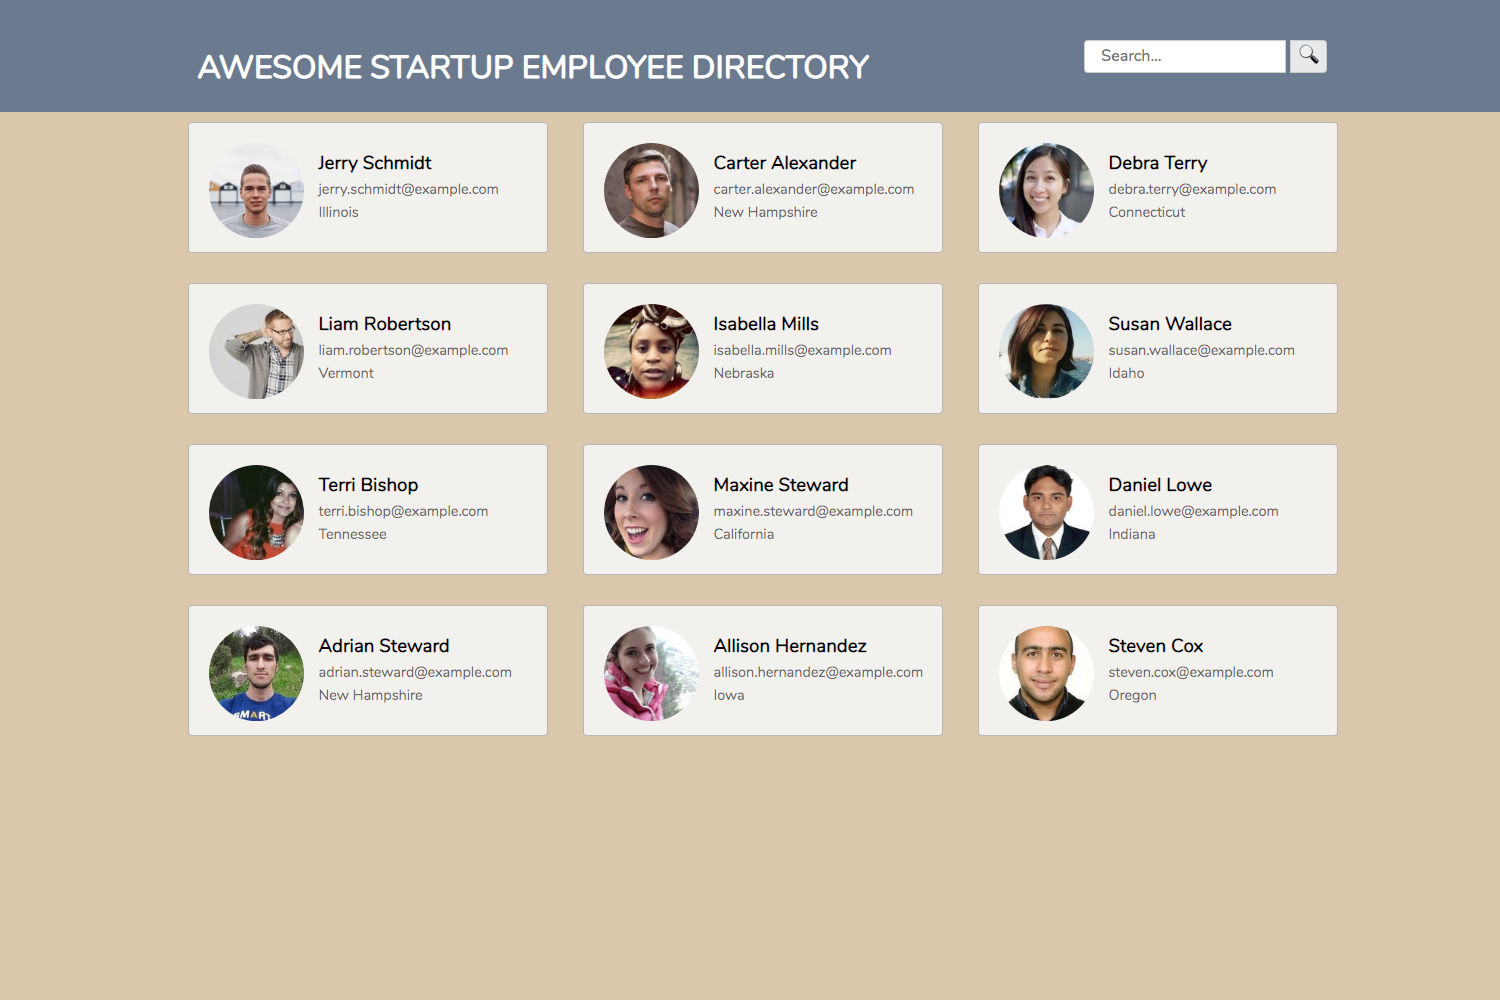 AWESOME STARTUP EMPLOYEE DIRECTORY
Search...
Jerry Schmidt
jerry.schmidt@example.com
Illinois
Carter Alexander
carter.alexander@example.com
New Hampshire
Debra Terry
debra.terry@example.com
Connecticut
Liam Robertson
liam.robertson@example.com
Vermont
Isabella Mills
isabella.mills@example.com
Nebraska
Susan Wallace
susan.wallace@example.com
Idaho
Terri Bishop
terri.bishop@example.com
Tennessee
Maxine Steward
maxine.steward@example.com
California
Daniel Lowe
daniel.lowe@example.com
Indiana
Adrian Steward
adrian.steward@example.com
New Hampshire
Allison Hernandez
allison.hernandez@example.com
Iowa
Steven Cox
steven.cox@example.com
Oregon